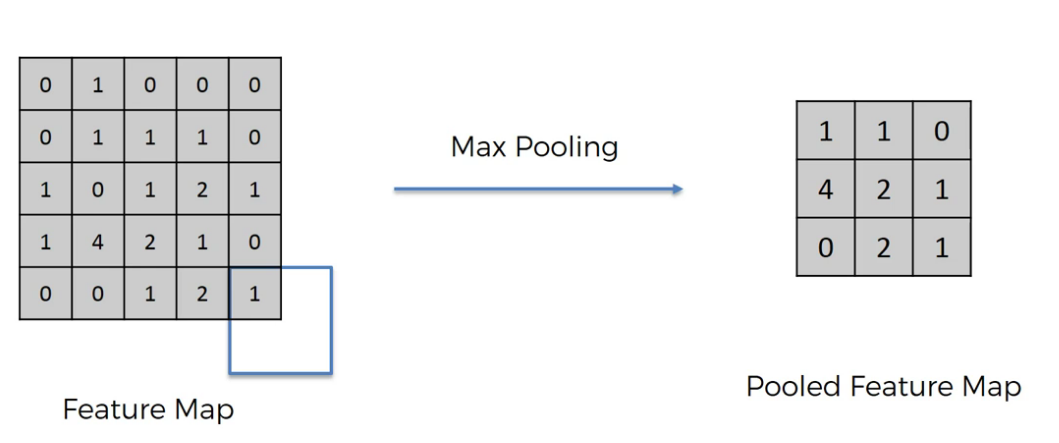 0 1 0 0 0
0 1 1 1 0
1 0 1 2 1
1 4 2 1 0
0 0 1 2 1
Feature Map
Max Pooling
1 1 0
4 2 1
0 2 1
Pooled Feature Map